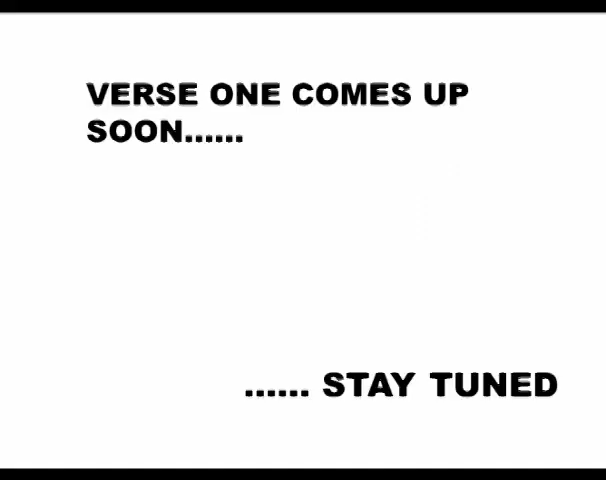 VERSE ONE COMES UP
SOON......
...... STAY TUNED